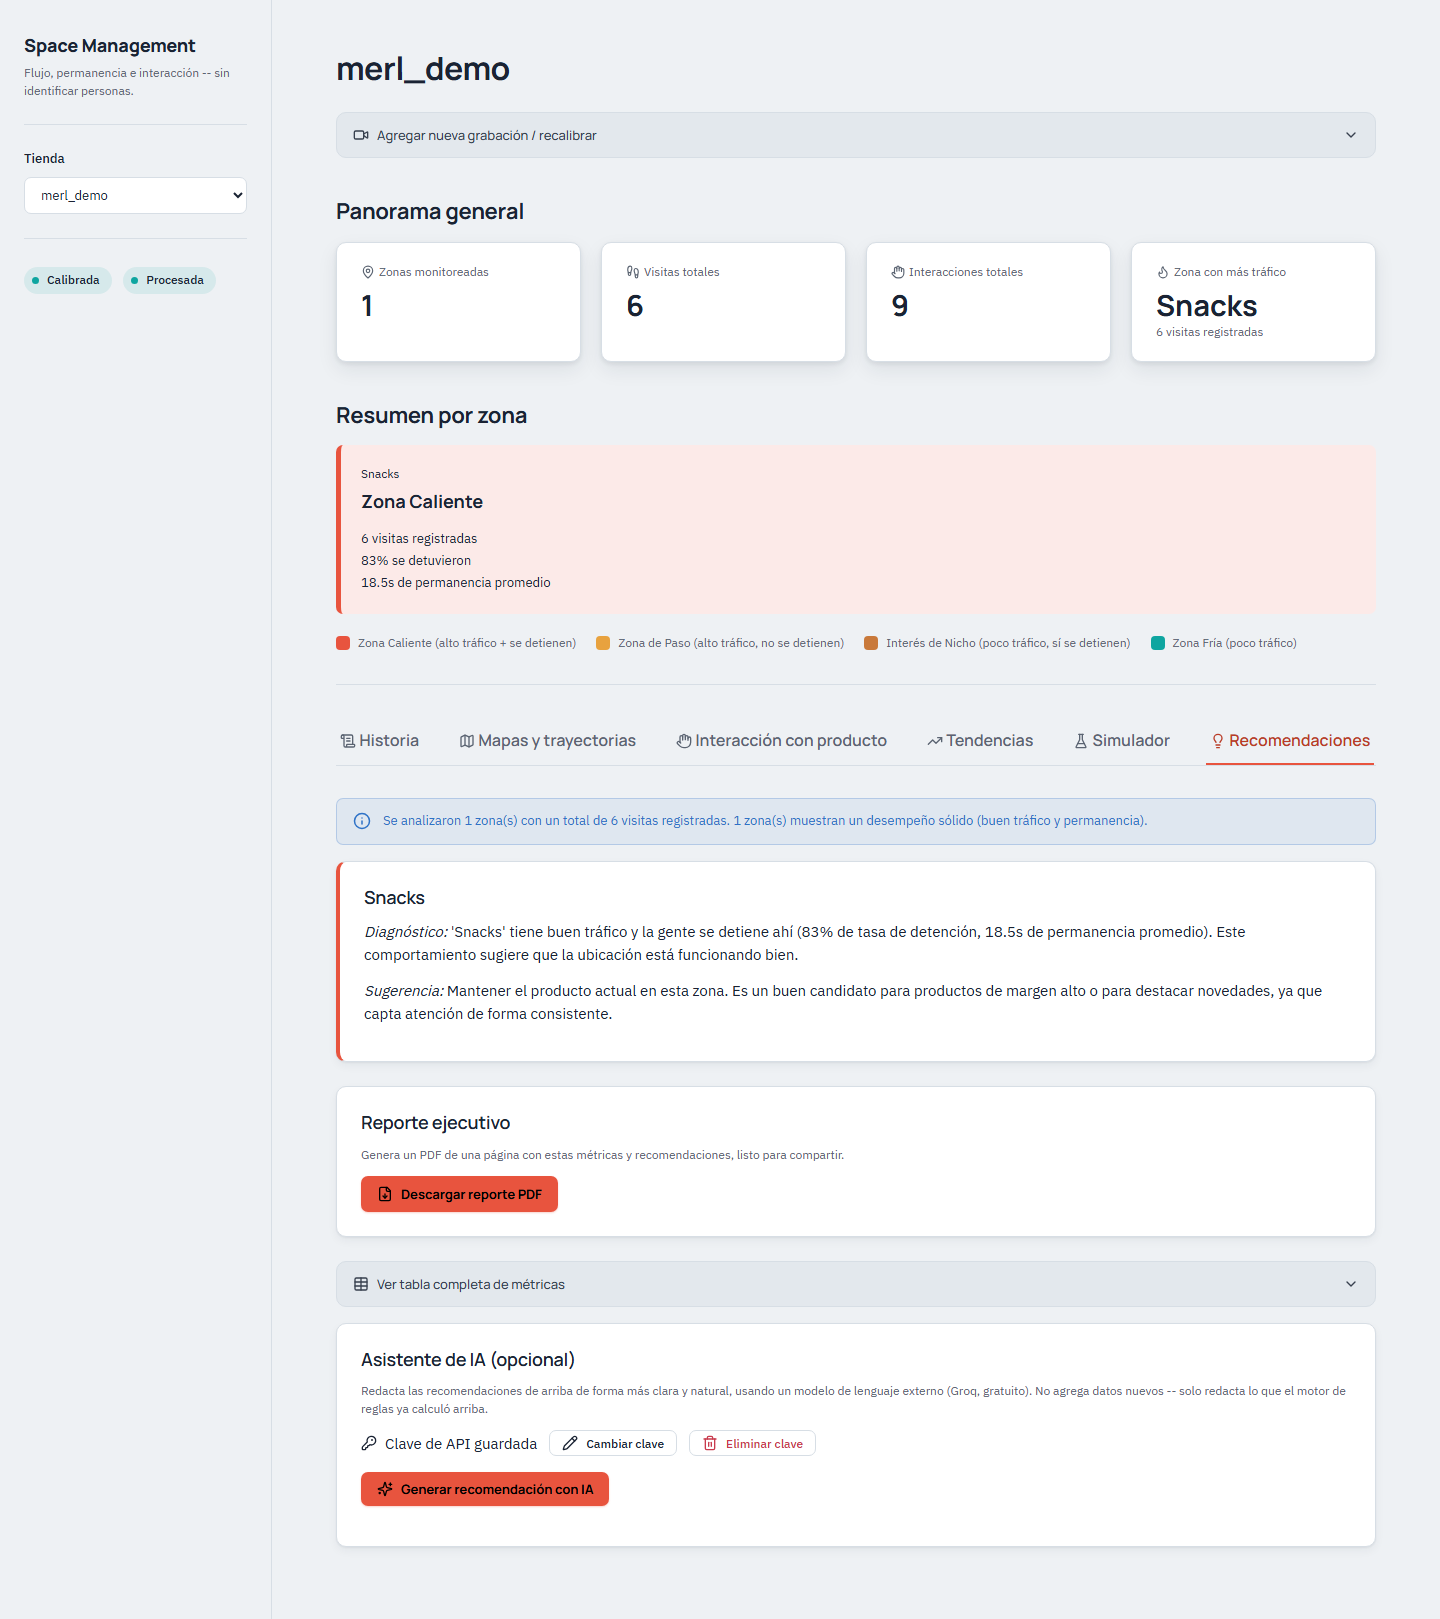 Space Management
Flujo, permanencia e interacción -- sin
identificar personas.
Tienda
merl_demo
Calibrada
Procesada
merl_demo
Agregar nueva grabación / recalibrar
Panorama general
Zonas monitoreadas
1
Visitas totales
6
Interacciones totales
9
Zona con más tráfico
Snacks
6 visitas registradas
Resumen por zona
Snacks
Zona Caliente
6 visitas registradas
83% se detuvieron
18.5s de permanencia promedio
Zona Caliente (alto tráfico + se detienen)
Zona de Paso (alto tráfico, no se detienen)
Interés de Nicho (poco tráfico, sí se detienen)
Zona Fría (poco tráfico)
Historia
Mapas y trayectorias
Interacción con producto
Tendencias
Simulador
Recomendaciones
Se analizaron 1 zona(s) con un total de 6 visitas registradas. 1 zona(s) muestran un desempeño sólido (buen tráfico y permanencia).
Snacks
Diagnóstico: 'Snacks' tiene buen tráfico y la gente se detiene ahí (83% de tasa de detención, 18.5s de permanencia promedio). Este
comportamiento sugiere que la ubicación está funcionando bien.
Sugerencia: Mantener el producto actual en esta zona. Es un buen candidato para productos de margen alto o para destacar novedades, ya que
capta atención de forma consistente.
Reporte ejecutivo
Genera un PDF de una página con estas métricas y recomendaciones, listo para compartir.
Descargar reporte PDF
Ver tabla completa de métricas
Asistente de IA (opcional)
Redacta las recomendaciones de arriba de forma más clara y natural, usando un modelo de lenguaje externo (Groq, gratuito). No agrega datos nuevos -- solo redacta lo que el motor de
reglas ya calculó arriba.
Clave de API guardada
Cambiar clave
Eliminar clave
Generar recomendación con IA